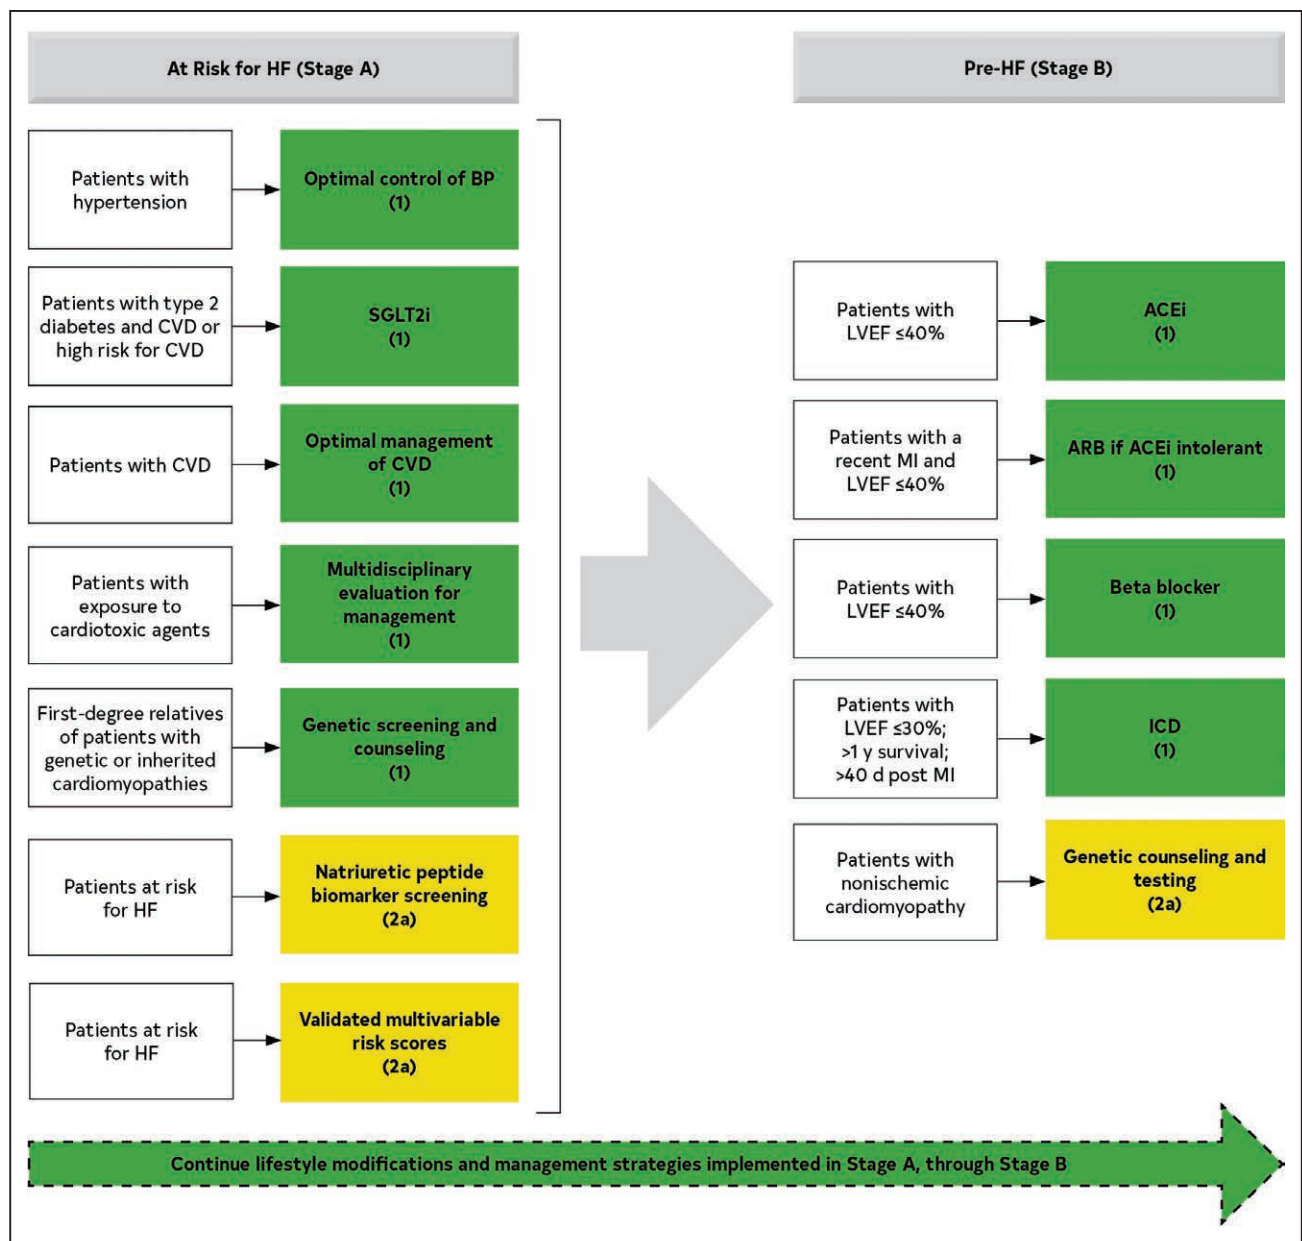 At Risk for HF (Stage A)
Patients with
hypertension
Optimal control of BP
(1)
Patients with type 2
diabetes and CVD or
high risk for CVD
SGLT2i
(1)
Patients with CVD
Optimal management
of CVD
(1)
Patients with
exposure to
cardiotoxic agents
Multidisciplinary
evaluation for
management
(1)
First-degree relatives
of patients with
genetic or inherited
cardiomyopathies
Genetic screening and
counseling
(1)
Patients at risk
for HF
Natriuretic peptide
biomarker screening
(2a)
Patients at risk
for HF
Validated multivariable
risk scores
(2a)
Pre-HF (Stage B)
Patients with
LVEF ≤40%
ACEi
(1)
Patients with a
recent MI and
LVEF ≤40%
ARB if ACEi intolerant
(1)
Patients with
LVEF ≤40%
Beta blocker
(1)
Patients with
LVEF ≤30%;
>1 y survival;
>40 d post MI
ICD
(1)
Patients with
nonischemic
cardiomyopathy
Genetic counseling and
testing
(2a)
Continue lifestyle modifications and management strategies implemented in Stage A, through Stage B